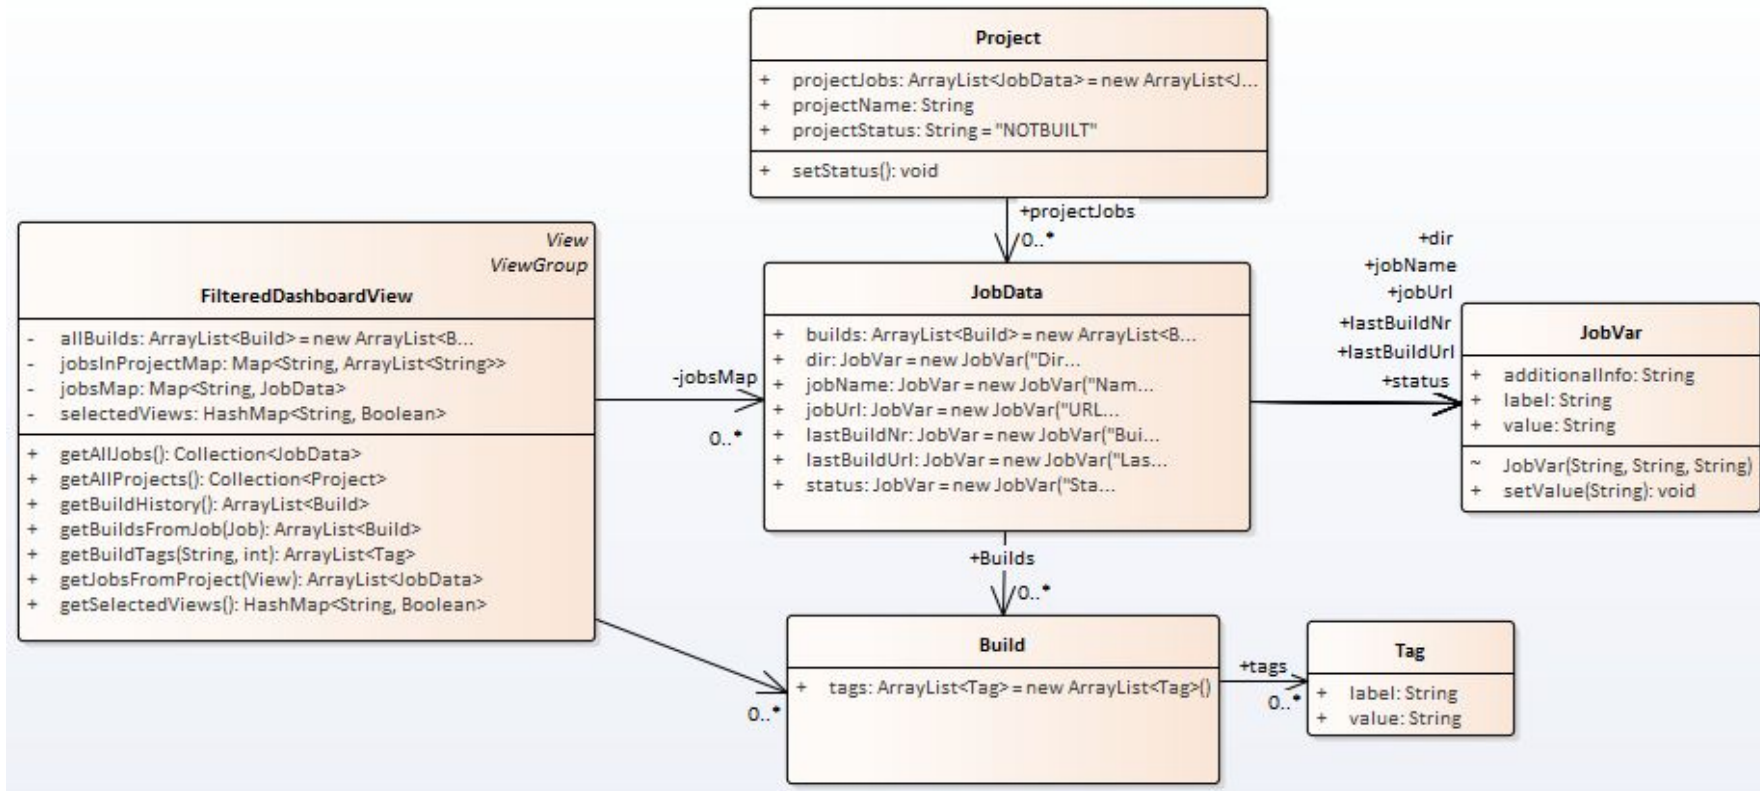 Project
+ projectJobs: ArrayList<JobData> = new ArrayList<J...
+ projectName: String
+ projectStatus: String = "NOTBUILT"
+ setStatus(): void
+projectJobs
0..*
View
ViewGroup
FilteredDashboardView
- allBuilds: ArrayList<Build> = new ArrayList<B...
- jobsInProjectMap: Map<String, ArrayList<String>>
- jobsMap: Map<String, JobData>
- selectedViews: HashMap<String, Boolean>
+ getAllJobs(): Collection<JobData>
+ getAllProjects(): Collection<Project>
+ getBuildHistory(): ArrayList<Build>
+ getBuildsFromJob(Job): ArrayList<Build>
+ getBuildTags(String, int): ArrayList<Tag>
+ getJobsFromProject(View): ArrayList<JobData>
+ getSelectedViews(): HashMap<String, Boolean>
-jobsMap
0..*
JobData
+ builds: ArrayList<Build> = new ArrayList<B...
+ dir: JobVar = new JobVar("Dir...
+ jobName: JobVar = new JobVar("Nam...
+ jobUrl: JobVar = new JobVar("URL...
+ lastBuildNr: JobVar = new JobVar("Bui...
+ lastBuildUrl: JobVar = new JobVar("Las...
+ status: JobVar = new JobVar("Sta...
+dir
+jobName
+jobUrl
+lastBuildNr
+lastBuildUrl
+status
JobVar
+ additionalInfo: String
+ label: String
+ value: String
~ JobVar(String, String, String)
+ setValue(String): void
+Builds
0..*
0..*
Build
+ tags: ArrayList<Tag> = new ArrayList<Tag>()
+tags
0..*
Tag
+ label: String
+ value: String